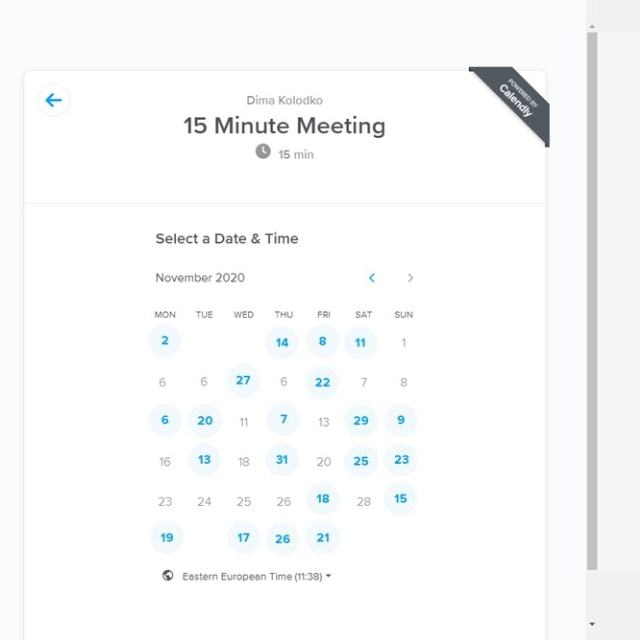 POWERED BY
Calendly
Dima Kolodko
15 Minute Meeting
15 min
Select a Date & Time
November 2020
MON TUE WED THU FRI SAT SUN
2 14 8 11 1
6 6 27 6 22 7 8
6 20 11 7 13 29 9
16 13 18 31 20 25 23
23 24 25 26 18 28 15
19 17 26 21
Eastern European Time (11:38)